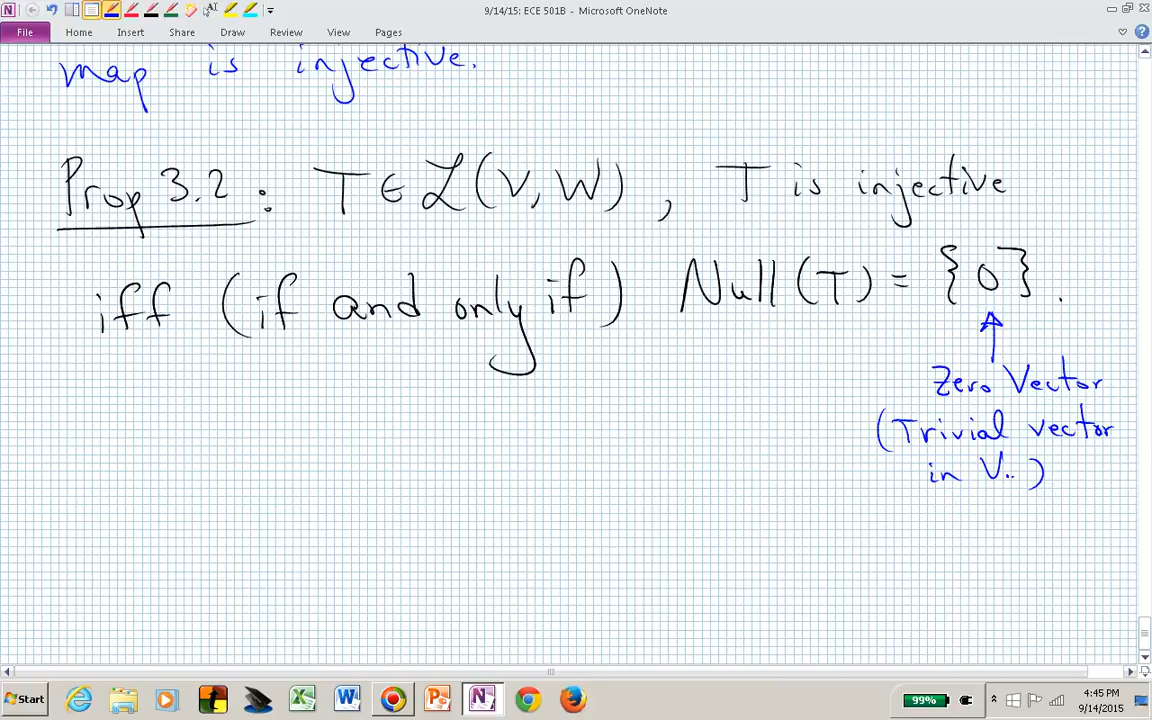 9/14/15: ECE 501B - Microsoft OneNote
File Home Insert Share Draw Review View Pages
map is injective.
Prop 3.2 : T ∈ ℒ(V, W) , T is injective
iff (if and only if) Null (T) = {0} .
Zero Vector
(Trivial vector
in V..)
Start
99%
4:45 PM
9/14/2015